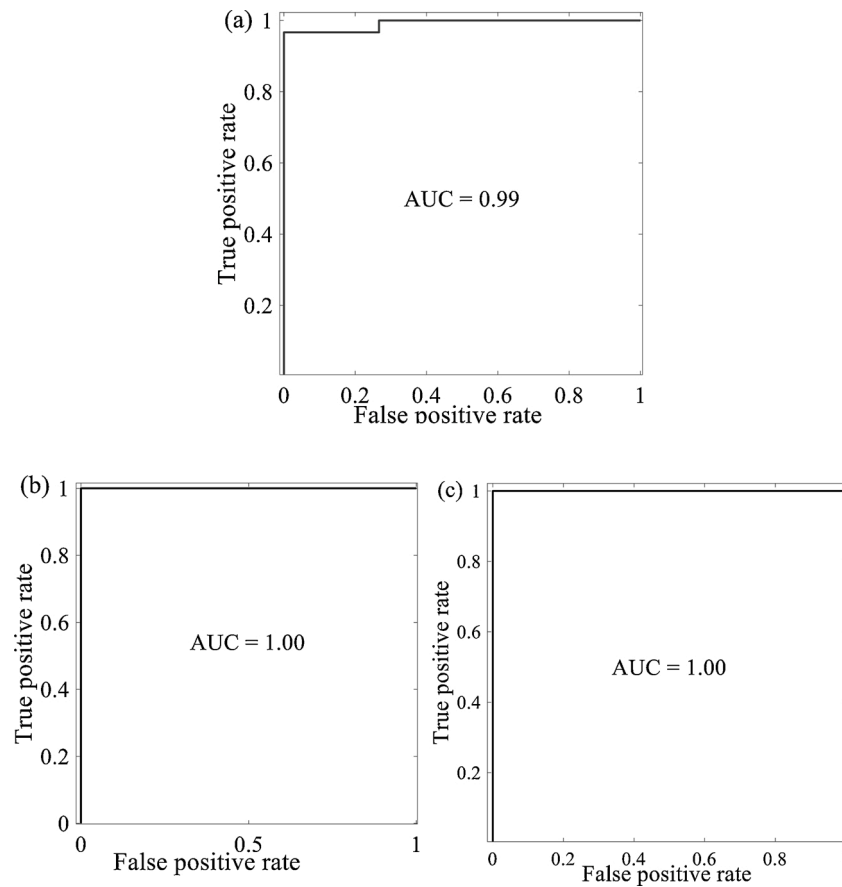 (a)
1
0.8
0.6
0.4
0.2
True positive rate
AUC = 0.99
0 0.2 0.4 0.6 0.8 1
False positive rate
(b)
1
0.8
0.6
0.4
0.2
0
True positive rate
AUC = 1.00
0 0.5 1
False positive rate
(c)
1
0.8
0.6
0.4
0.2
True positive rate
AUC = 1.00
0 0.2 0.4 0.6 0.8
False positive rate